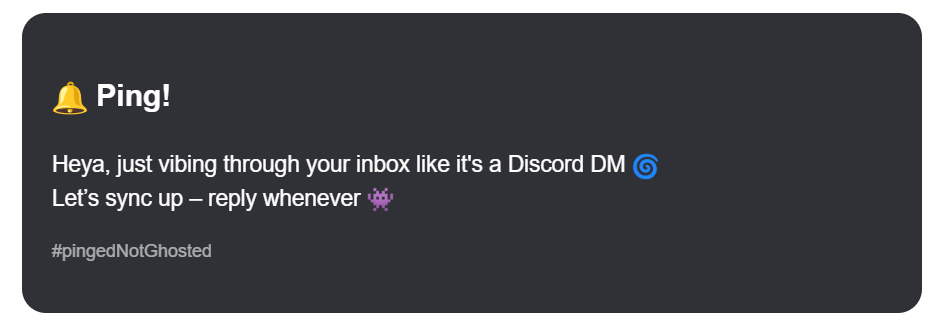 🔔 Ping!
Heya, just vibing through your inbox like it's a Discord DM 🌀
Let’s sync up – reply whenever 👾
#pingedNotGhosted